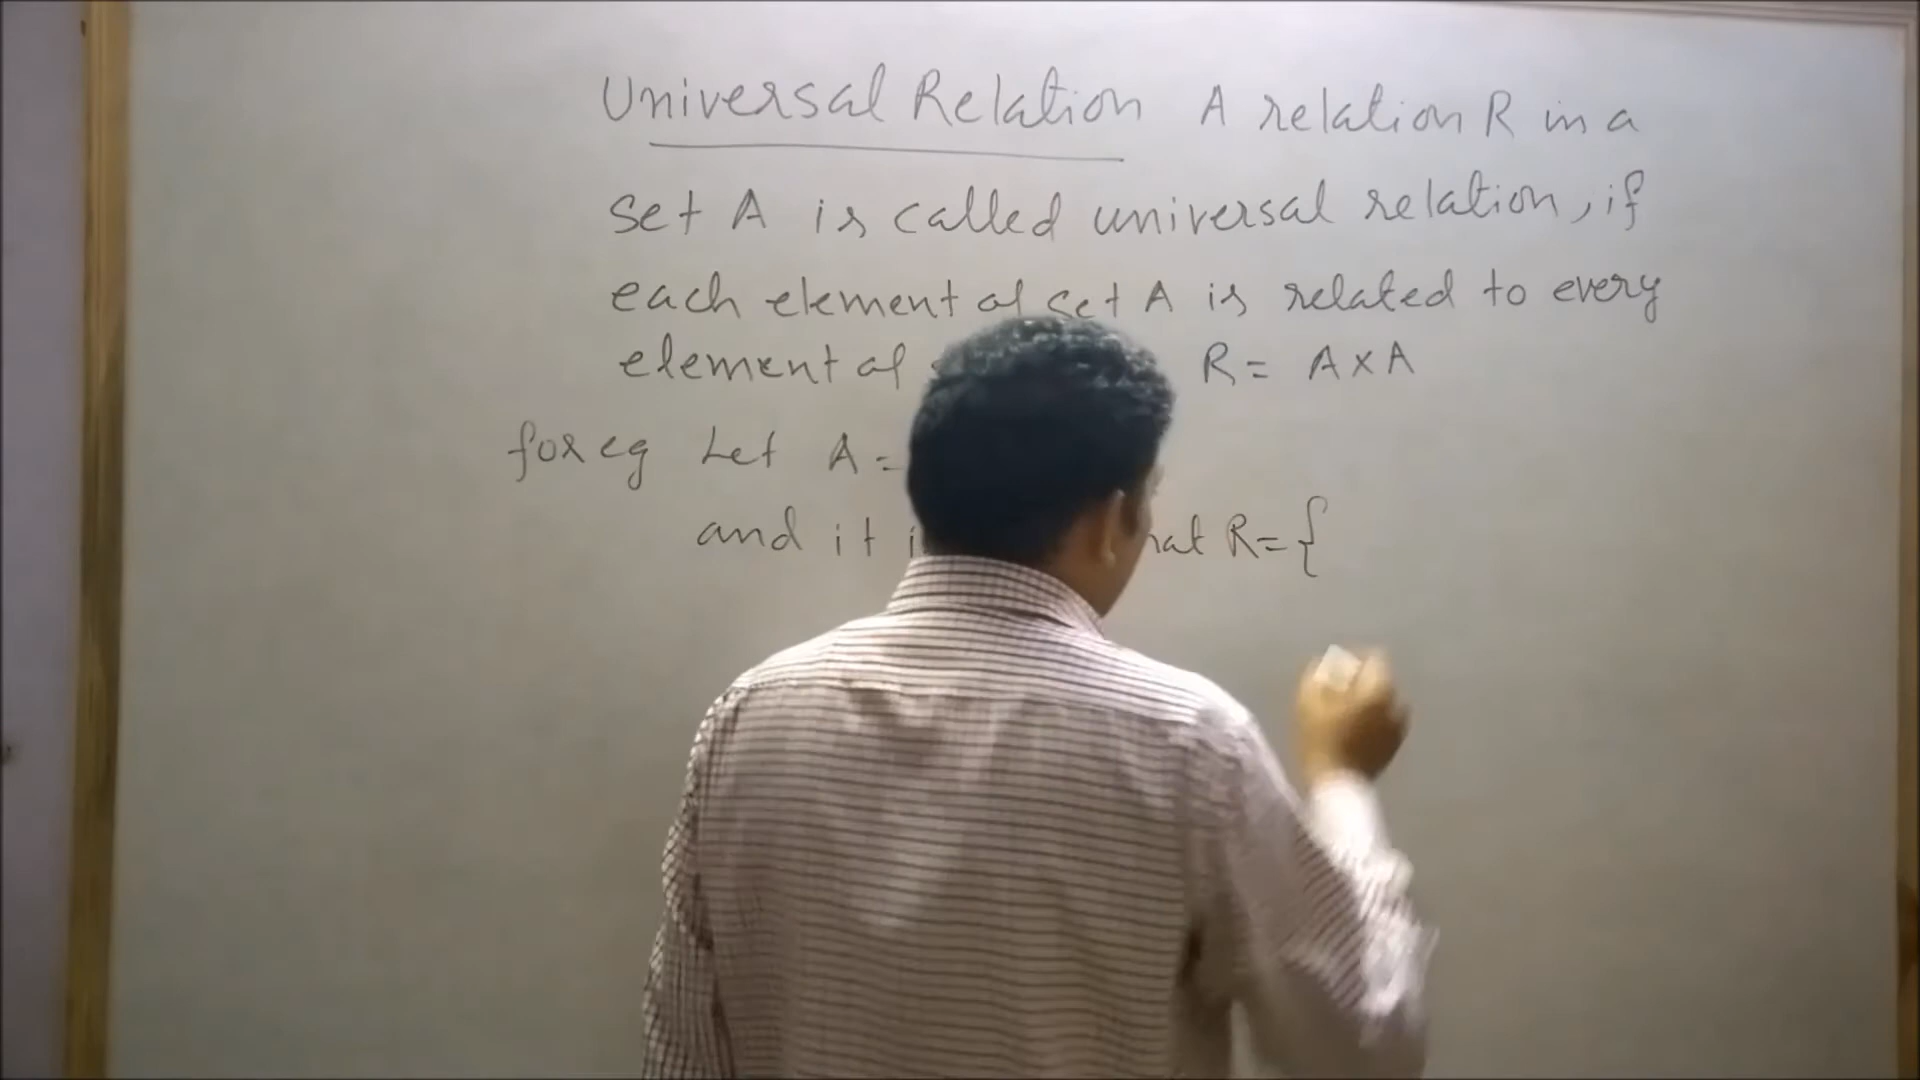 Universal Relation A relation R in a
set A is called universal relation, if
each element of set A is related to every
element of R = A×A
for eg Let A =
and it R={